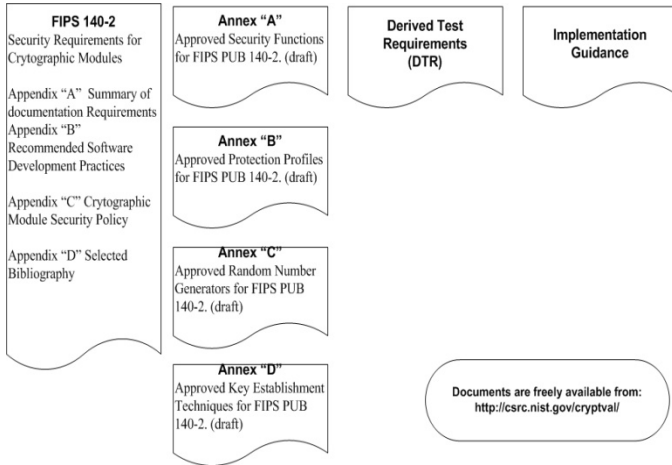 FIPS 140-2
Security Requirements for
Crytographic Modules
Appendix “A”  Summary of
documentation Requirements
Appendix “B”
Recommended Software
Development Practices
Appendix “C” Crytographic
Module Security Policy
Appendix “D” Selected
Bibliography
Annex “A”
Approved Security Functions
for FIPS PUB 140-2. (draft)
Annex “B”
Approved Protection Profiles
for FIPS PUB 140-2. (draft)
Annex “C”
Approved Random Number
Generators for FIPS PUB
140-2. (draft)
Annex “D”
Approved Key Establishment
Techniques for FIPS PUB
140-2. (draft)
Derived Test
Requirements
(DTR)
Implementation
Guidance
Documents are freely available from:
http://csrc.nist.gov/cryptval/